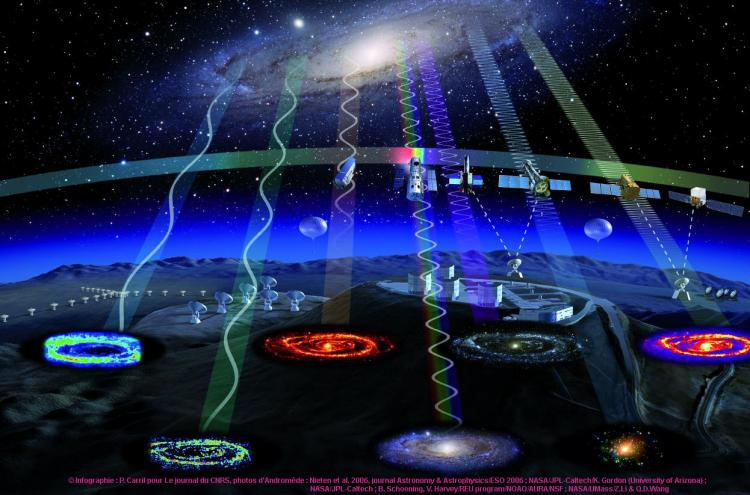 © Infographie : P. Carril pour Le journal du CNRS, photos d'Andromède : Nieten et al. 2006, journal Astronomy & Astrophysics/ESO 2006 ; NASA/JPL-Caltech/K. Gordon (University of Arizona) ;
NASA/JPL-Caltech ; B. Schoening, V. Harvey/REU program/NOAO/AURA/NSF ; NASA/UMass/Z.Li & Q.D.Wang